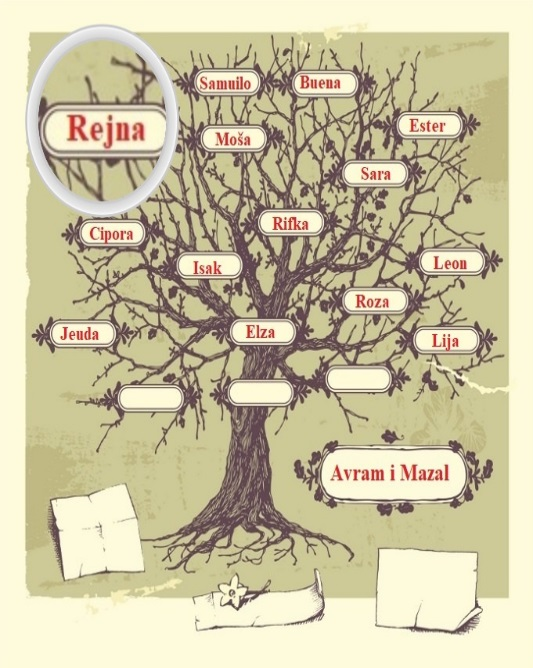 Rejna
Samuilo
Buena
Moša
Ester
Sara
Cipora
Rifka
Isak
Leon
Roza
Jeuda
Elza
Lija
Avram i Mazal